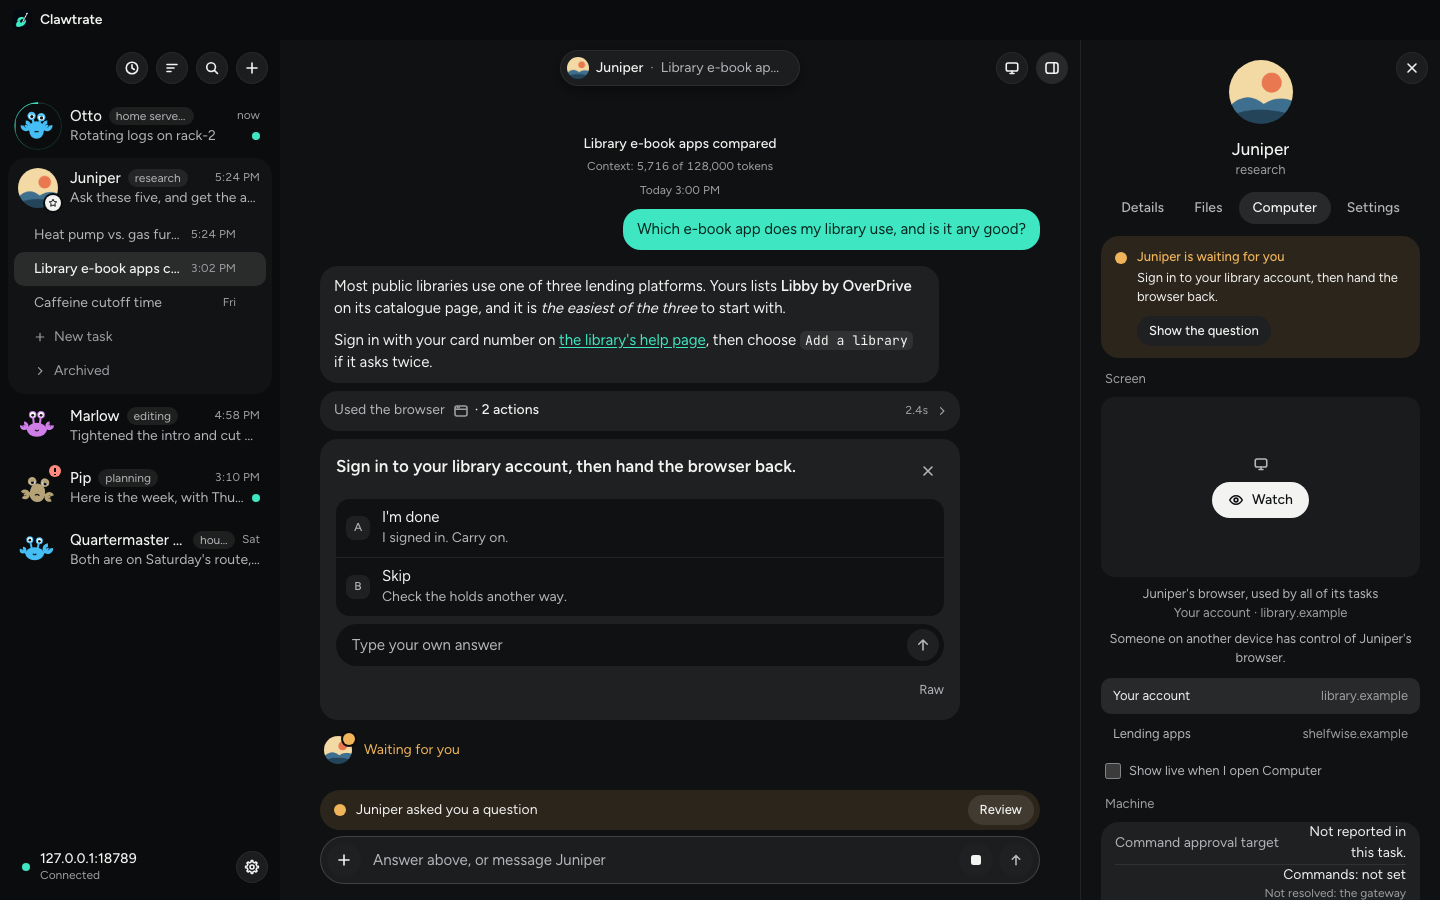 Clawtrate
Otto home serve... now
Rotating logs on rack-2
Juniper research 5:24 PM
Ask these five, and get the a...
Heat pump vs. gas fur... 5:24 PM
Library e-book apps c... 3:02 PM
Caffeine cutoff time Fri
New task
Archived
Marlow editing 4:58 PM
Tightened the intro and cut ...
Pip planning 3:10 PM
Here is the week, with Thu...
Quartermaster ... hou... Sat
Both are on Saturday's route,...
127.0.0.1:18789
Connected
Juniper · Library e-book ap...
Library e-book apps compared
Context: 5,716 of 128,000 tokens
Today 3:00 PM
Which e-book app does my library use, and is it any good?
Most public libraries use one of three lending platforms. Yours lists Libby by OverDrive
on its catalogue page, and it is the easiest of the three to start with.
Sign in with your card number on the library's help page, then choose Add a library
if it asks twice.
Used the browser · 2 actions 2.4s
Sign in to your library account, then hand the browser back.
A I'm done
I signed in. Carry on.
B Skip
Check the holds another way.
Type your own answer
Raw
Waiting for you
Juniper asked you a question Review
Answer above, or message Juniper
Juniper
research
Details Files Computer Settings
Juniper is waiting for you
Sign in to your library account, then hand the
browser back.
Show the question
Screen
Watch
Juniper's browser, used by all of its tasks
Your account · library.example
Someone on another device has control of Juniper's
browser.
Your account library.example
Lending apps shelfwise.example
Show live when I open Computer
Machine
Command approval target Not reported in
this task.
Commands: not set
Not resolved: the gateway